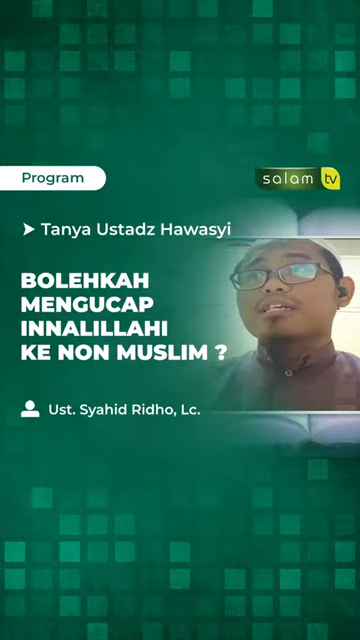 Program
salam tv
Tanya Ustadz Hawasyi
BOLEHKAH
MENGUCAP
INNALILLAHI
KE NON MUSLIM ?
Ust. Syahid Ridho, Lc.